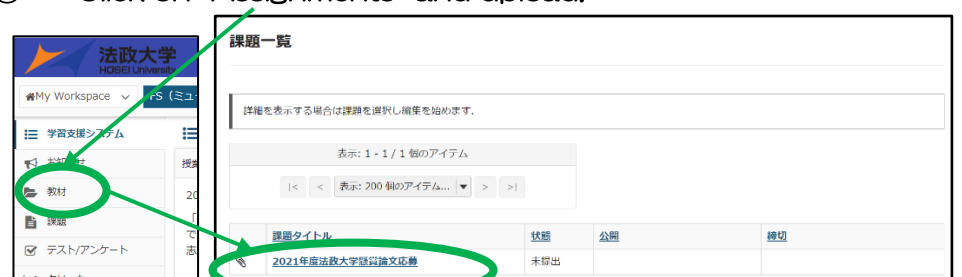 Click on "Assignments" and upload.
法政大学
HOSEI University
My Workspace
学習支援システム
教材
課題
テスト/アンケート
課題一覧
詳細を表示する場合は課題を選択し編集を始めます.
表示: 1 - 1 / 1 個のアイテム
|< < 表示: 200 個のアイテム... ▼ > >|
課題タイトル 状態 公開 締切
2021年度法政大学懸賞論文応募 未提出